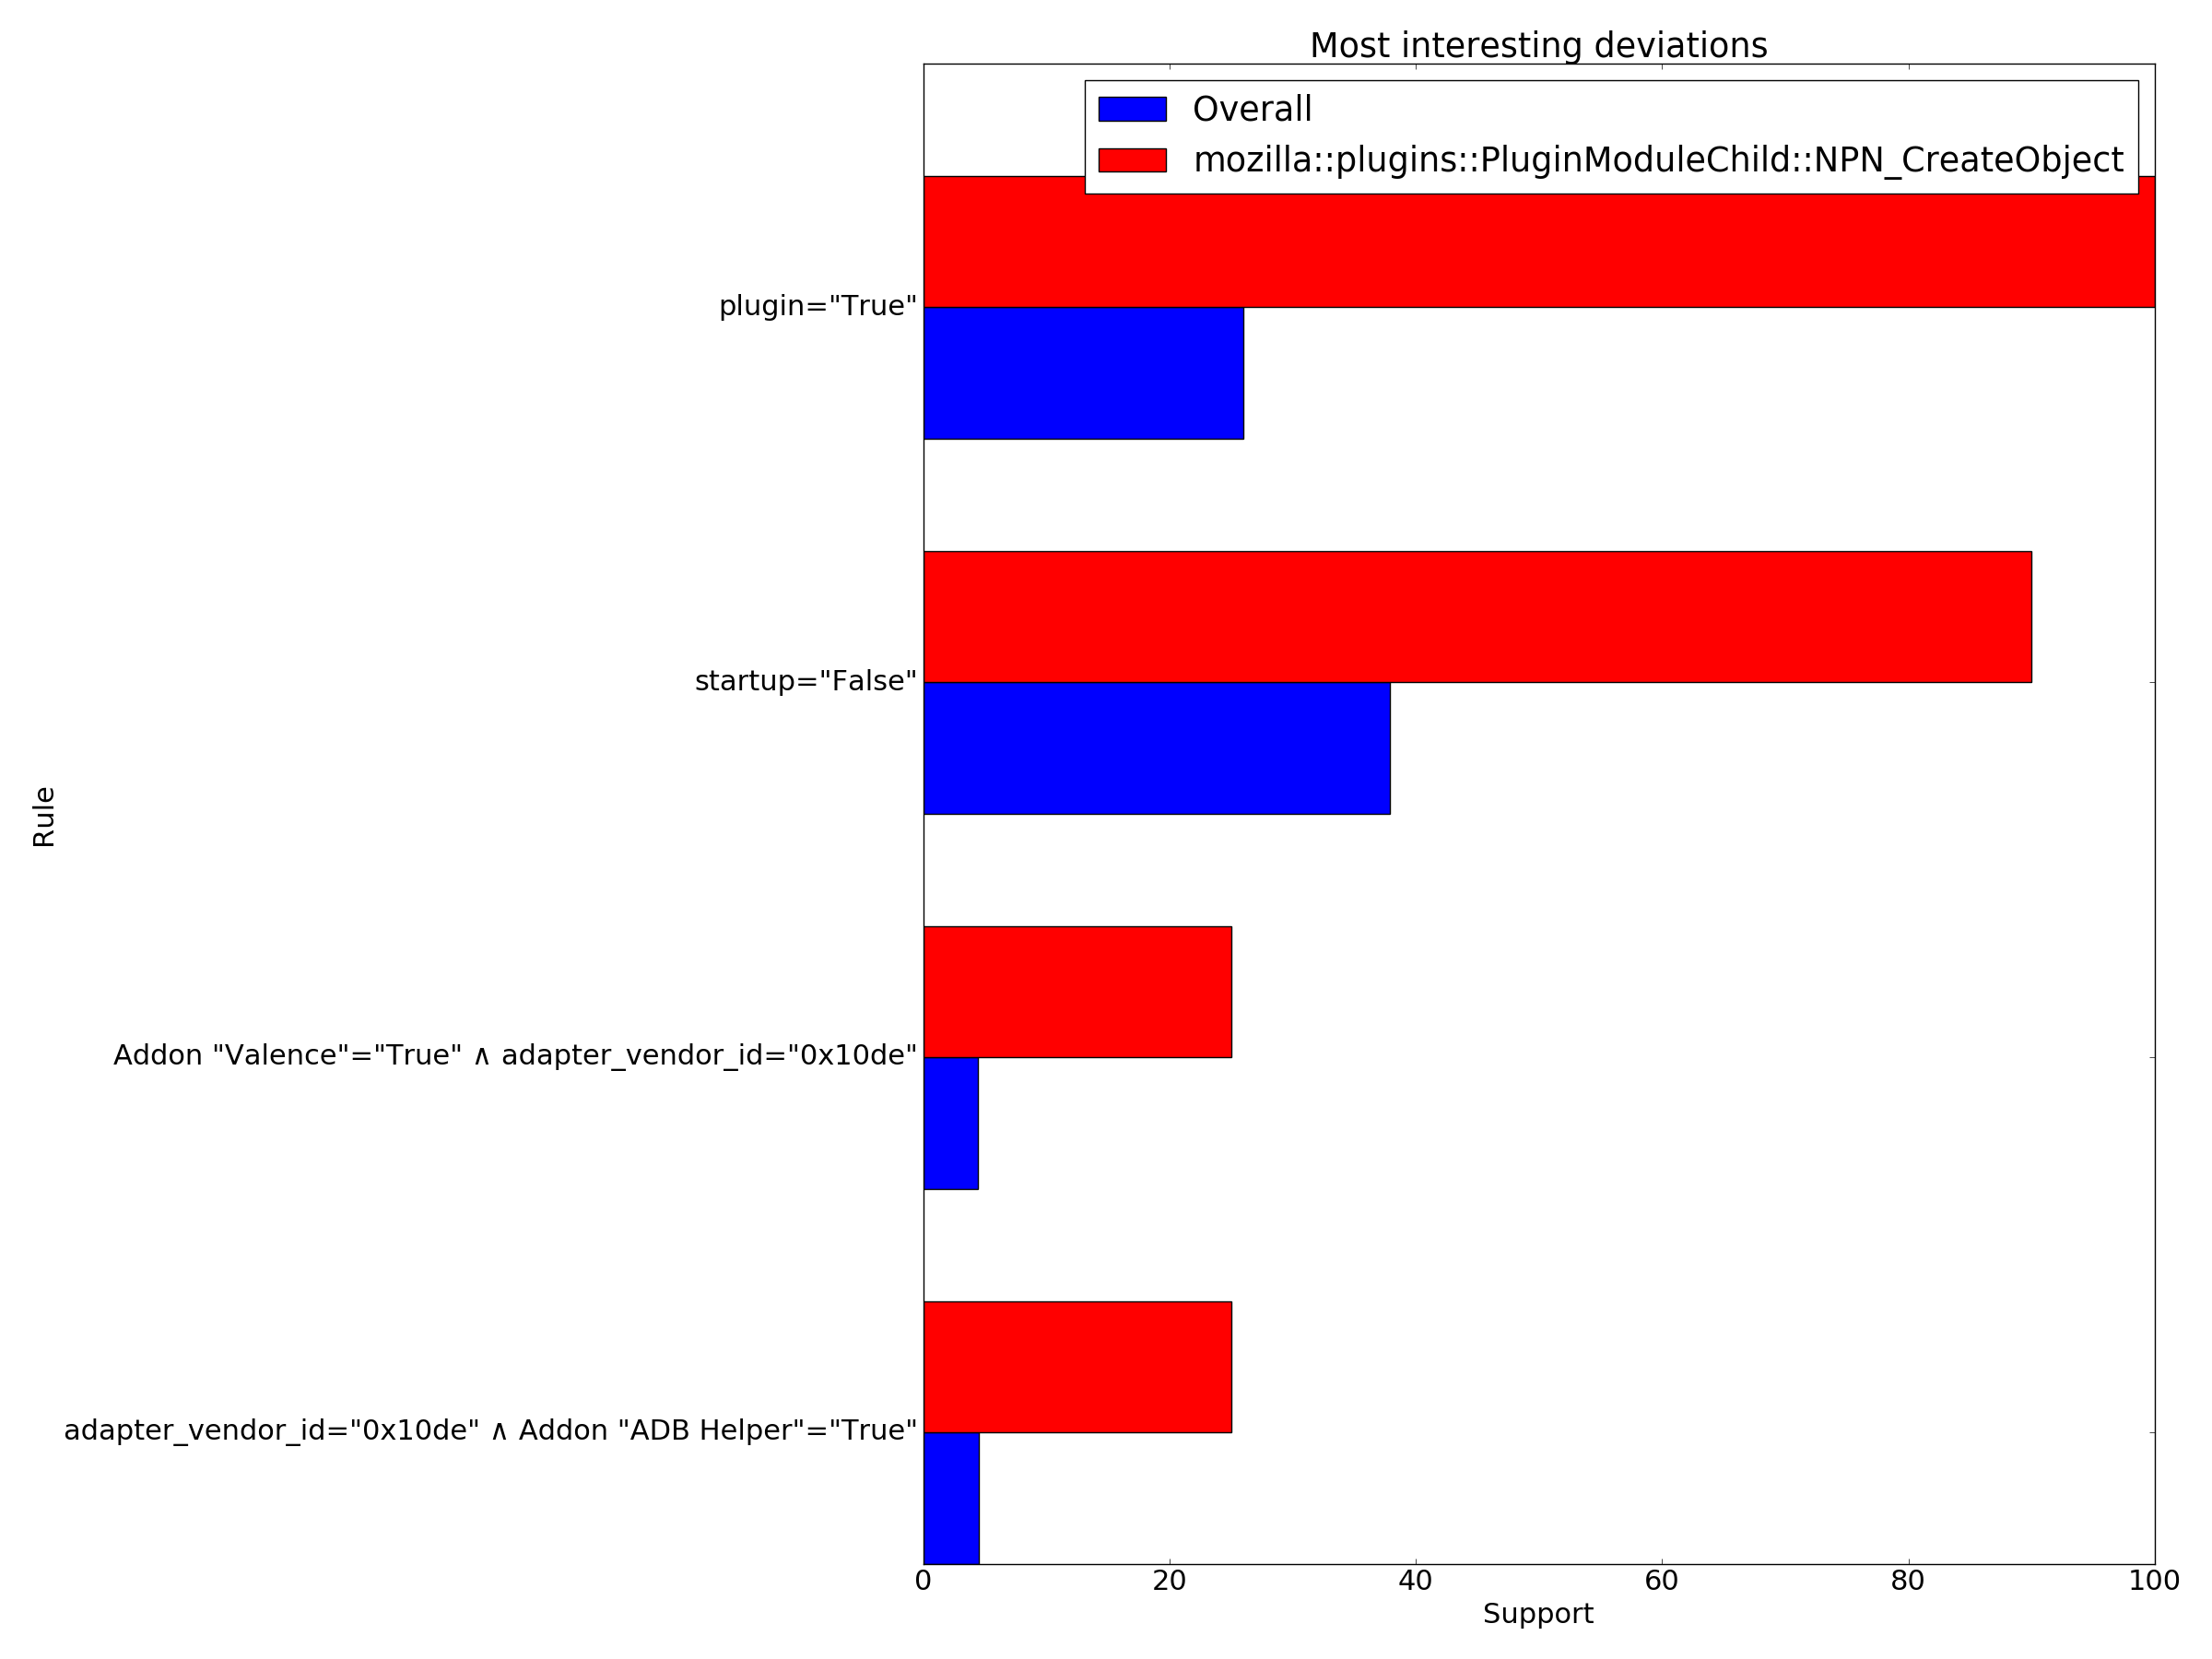 Most interesting deviations
Overall
mozilla::plugins::PluginModuleChild::NPN_CreateObject
plugin="True"
startup="False"
Rule
Addon "Valence"="True" ∧ adapter_vendor_id="0x10de"
adapter_vendor_id="0x10de" ∧ Addon "ADB Helper"="True"
0 20 40 60 80 100
Support